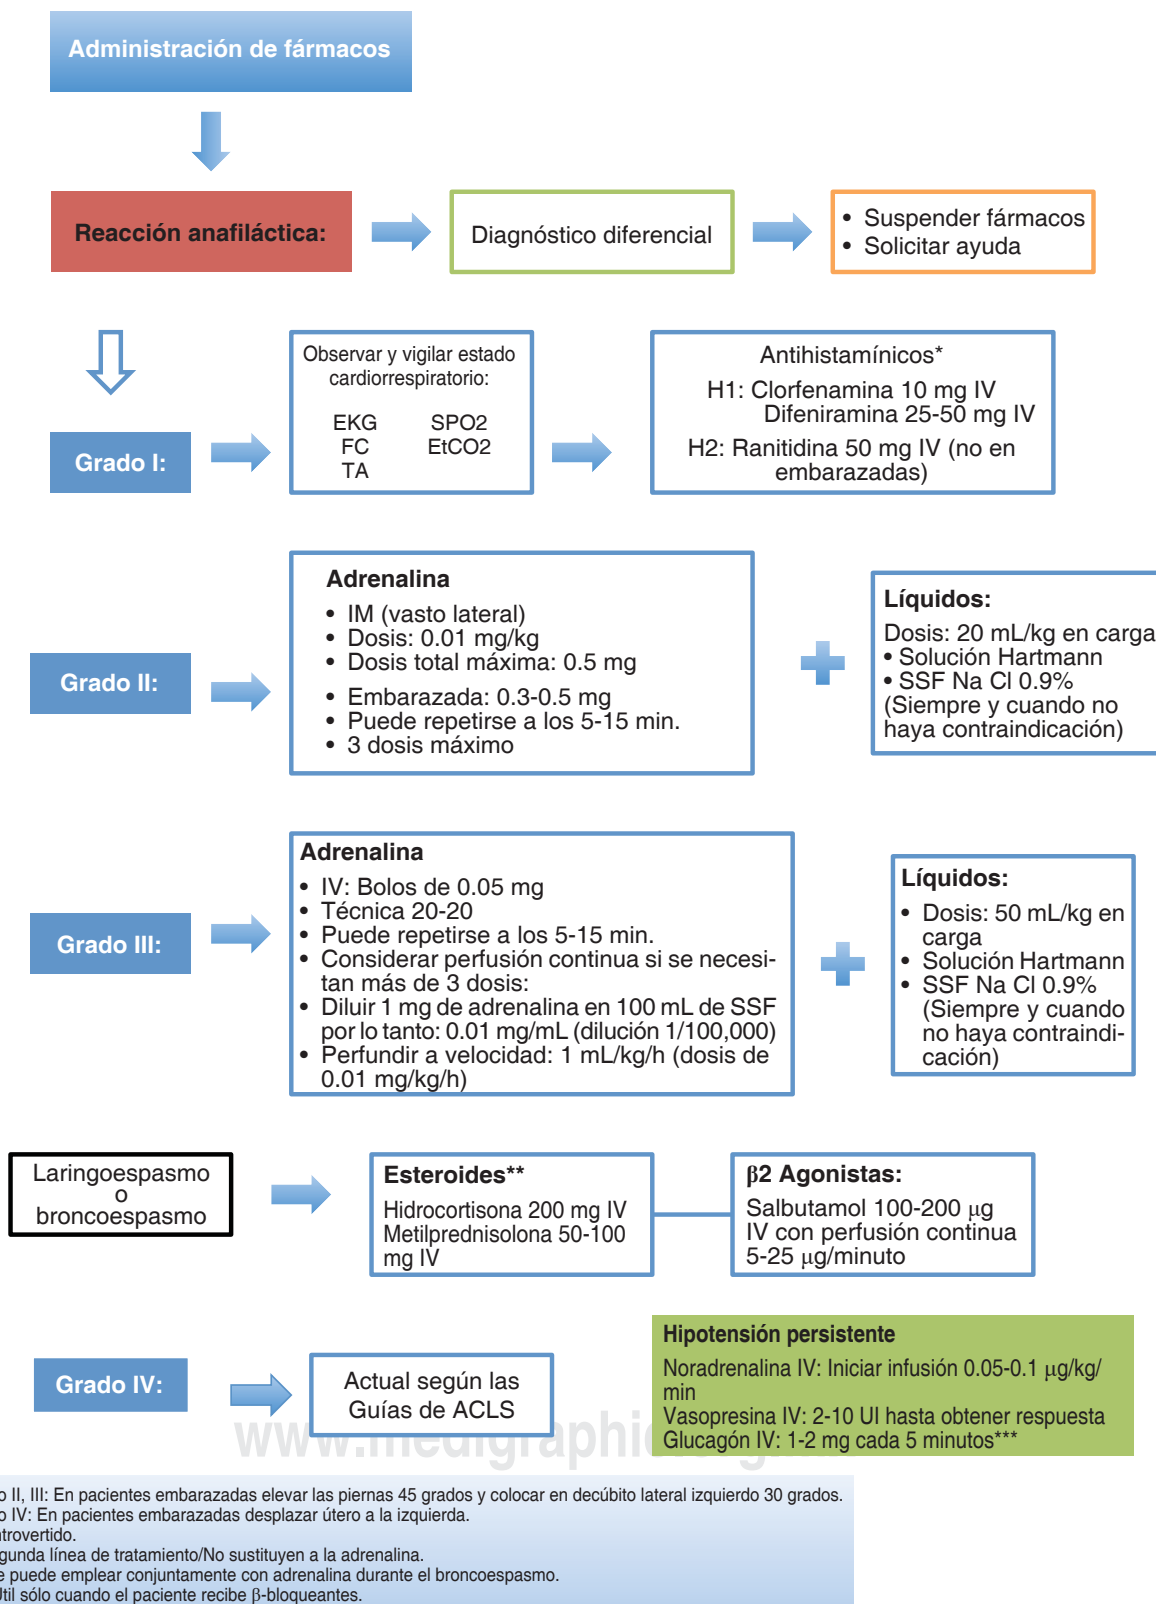 Administración de fármacos
Reacción anafiláctica:
Diagnóstico diferencial
• Suspender fármacos
• Solicitar ayuda
Grado I:
Observar y vigilar estado
cardiorrespiratorio:
EKG SPO2
FC EtCO2
TA
Antihistamínicos*
H1: Clorfenamina 10 mg IV
Difeniramina 25-50 mg IV
H2: Ranitidina 50 mg IV (no en
embarazadas)
Grado II:
Adrenalina
• IM (vasto lateral)
• Dosis: 0.01 mg/kg
• Dosis total máxima: 0.5 mg
• Embarazada: 0.3-0.5 mg
• Puede repetirse a los 5-15 min.
• 3 dosis máximo
Líquidos:
Dosis: 20 mL/kg en carga
• Solución Hartmann
• SSF Na Cl 0.9%
(Siempre y cuando no
haya contraindicación)
Grado III:
Adrenalina
• IV: Bolos de 0.05 mg
• Técnica 20-20
• Puede repetirse a los 5-15 min.
• Considerar perfusión continua si se necesi-
tan más de 3 dosis:
• Diluir 1 mg de adrenalina en 100 mL de SSF
por lo tanto: 0.01 mg/mL (dilución 1/100,000)
• Perfundir a velocidad: 1 mL/kg/h (dosis de
0.01 mg/kg/h)
Líquidos:
• Dosis: 50 mL/kg en
carga
• Solución Hartmann
• SSF Na Cl 0.9%
(Siempre y cuando
no haya contraindi-
cación)
Laringoespasmo
o
broncoespasmo
Esteroides**
Hidrocortisona 200 mg IV
Metilprednisolona 50-100
mg IV
β2 Agonistas:
Salbutamol 100-200 μg
IV con perfusión continua
5-25 μg/minuto
Grado IV:
Actual según las
Guías de ACLS
Hipotensión persistente
Noradrenalina IV: Iniciar infusión 0.05-0.1 μg/kg/
min
Vasopresina IV: 2-10 UI hasta obtener respuesta
Glucagón IV: 1-2 mg cada 5 minutos***
o II, III: En pacientes embarazadas elevar las piernas 45 grados y colocar en decúbito lateral izquierdo 30 grados.
o IV: En pacientes embarazadas desplazar útero a la izquierda.
ntrovertido.
gunda línea de tratamiento/No sustituyen a la adrenalina.
e puede emplear conjuntamente con adrenalina durante el broncoespasmo.
Útil sólo cuando el paciente recibe β-bloqueantes.